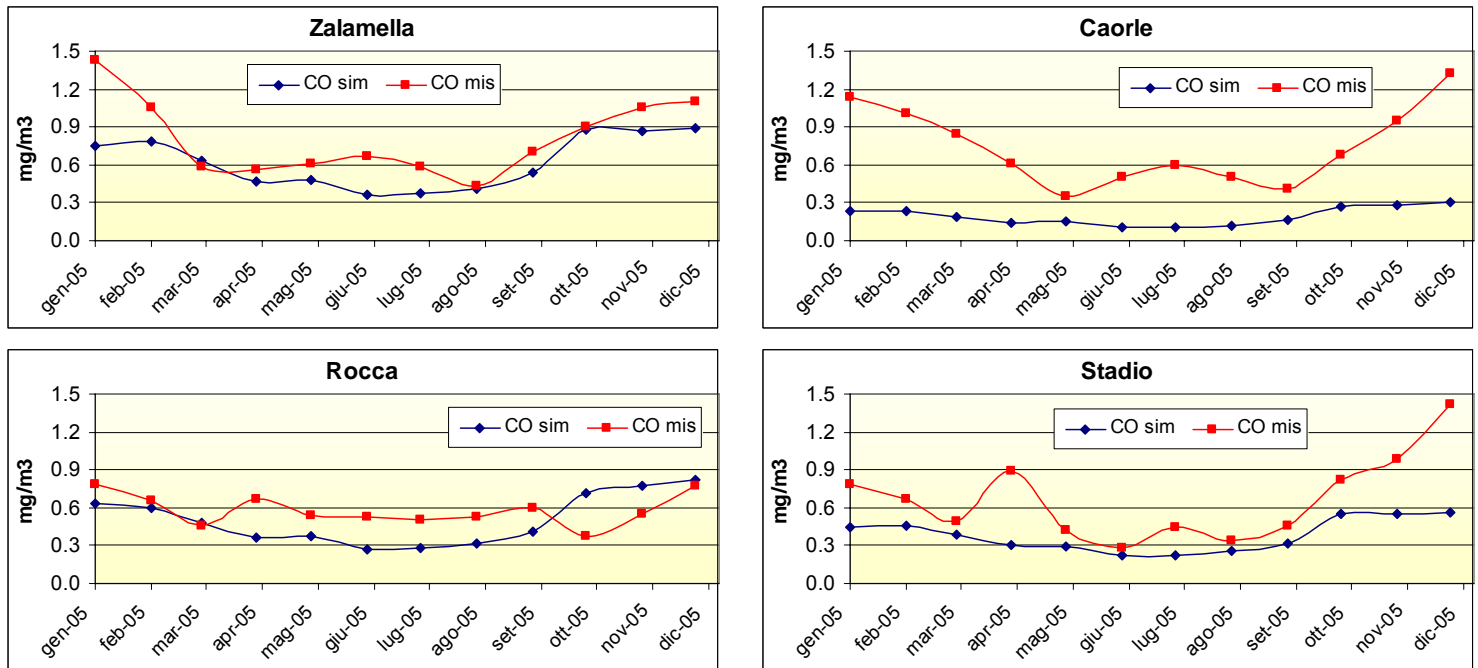 Zalamella
1.5
1.2
0.9
0.6
0.3
0.0
mg/m3
CO sim
CO mis
gen-05
feb-05
mar-05
apr-05
mag-05
giu-05
lug-05
ago-05
set-05
ott-05
nov-05
dic-05
Caorle
1.5
1.2
0.9
0.6
0.3
0.0
mg/m3
CO sim
CO mis
gen-05
feb-05
mar-05
apr-05
mag-05
giu-05
lug-05
ago-05
set-05
ott-05
nov-05
dic-05
Rocca
1.5
1.2
0.9
0.6
0.3
0.0
mg/m3
CO sim
CO mis
gen-05
feb-05
mar-05
apr-05
mag-05
giu-05
lug-05
ago-05
set-05
ott-05
nov-05
dic-05
Stadio
1.5
1.2
0.9
0.6
0.3
0.0
mg/m3
CO sim
CO mis
gen-05
feb-05
mar-05
apr-05
mag-05
giu-05
lug-05
ago-05
set-05
ott-05
nov-05
dic-05